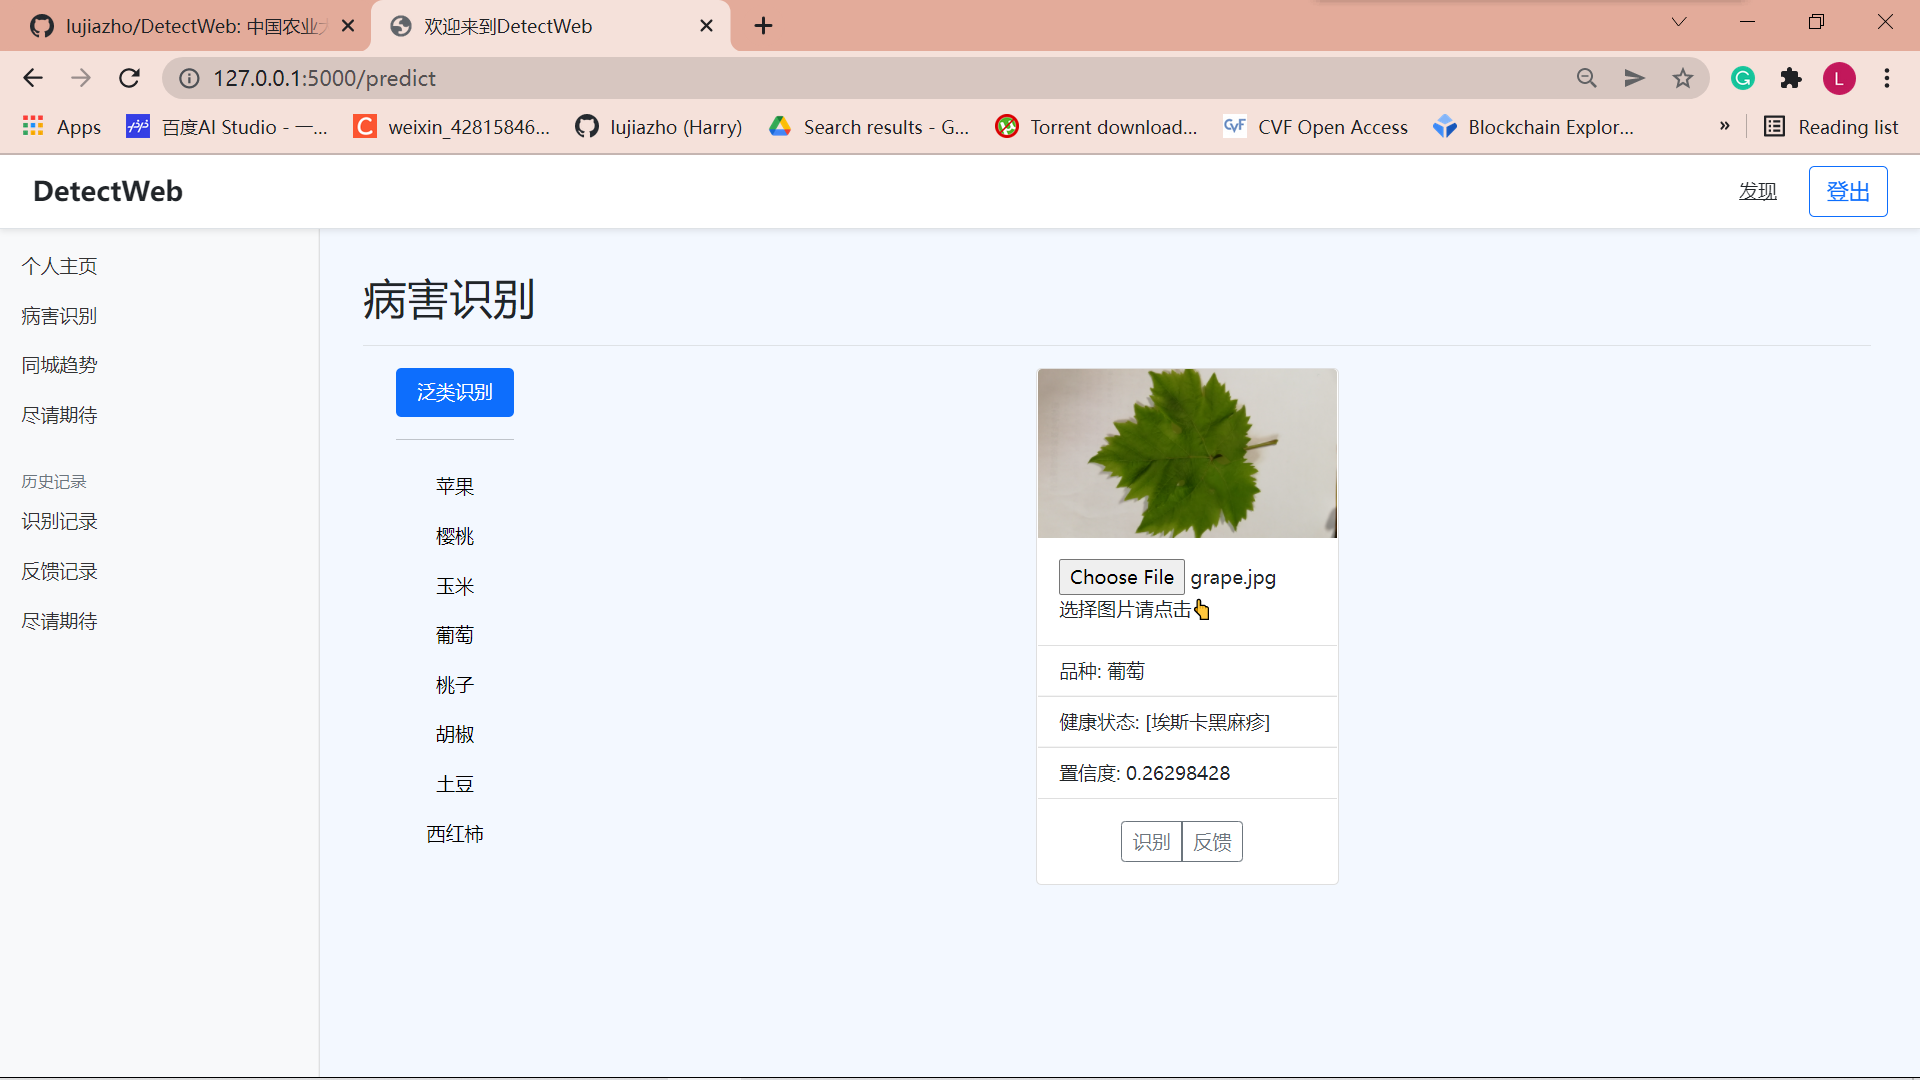 lujiazho/DetectWeb: 中国农业大
欢迎来到DetectWeb
127.0.0.1:5000/predict
L
Apps
百度AI Studio - 一...
weixin_42815846...
lujiazho (Harry)
Search results - G...
Torrent download...
CVF Open Access
Blockchain Explor...
»
Reading list
DetectWeb
发现
登出
个人主页
病害识别
同城趋势
尽请期待
历史记录
识别记录
反馈记录
尽请期待
病害识别
泛类识别
苹果
樱桃
玉米
葡萄
桃子
胡椒
土豆
西红柿
Choose File grape.jpg
选择图片请点击👆
品种: 葡萄
健康状态: [埃斯卡黑麻疹]
置信度: 0.26298428
识别
反馈